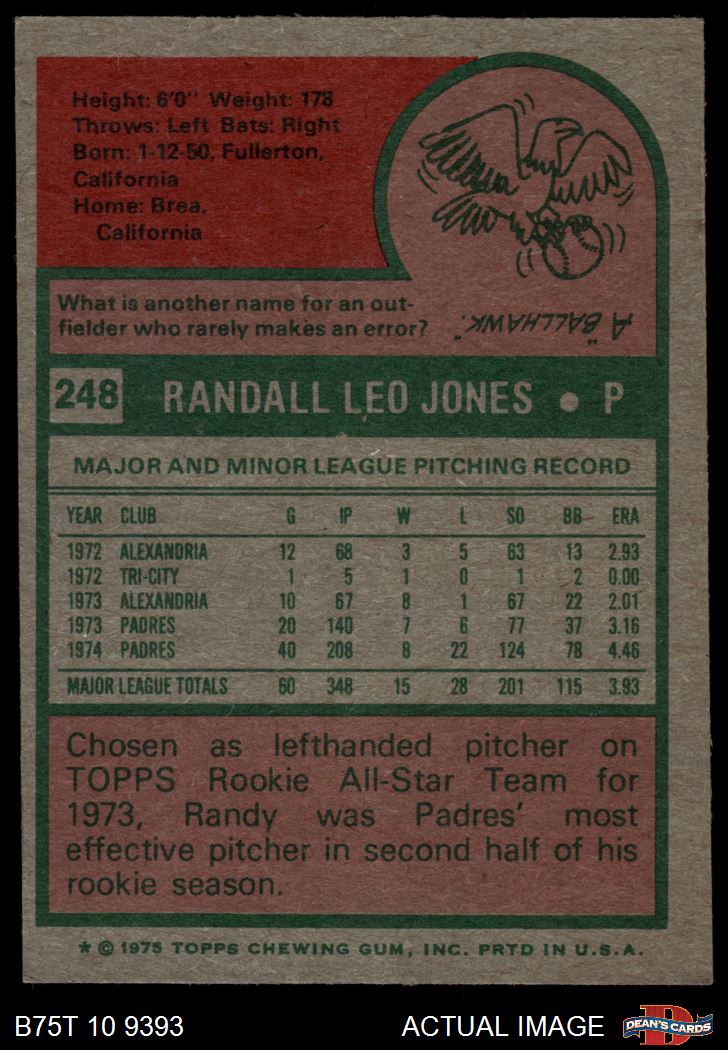 Height: 6'0" Weight: 178
Throws: Left Bats: Right
Born: 1-12-50, Fullerton,
California
Home: Brea,
California
What is another name for an out-
fielder who rarely makes an error?
A "BALLHAWK."
248 RANDALL LEO JONES • P
MAJOR AND MINOR LEAGUE PITCHING RECORD
YEAR CLUB G IP W L SO BB ERA
1972 ALEXANDRIA 12 68 3 5 63 13 2.93
1972 TRI-CITY 1 5 1 0 1 2 0.00
1973 ALEXANDRIA 10 67 8 1 67 22 2.01
1973 PADRES 20 140 7 6 77 37 3.16
1974 PADRES 40 208 8 22 124 78 4.46
MAJOR LEAGUE TOTALS 60 348 15 28 201 115 3.93
Chosen as lefthanded pitcher on
TOPPS Rookie All-Star Team for
1973, Randy was Padres' most
effective pitcher in second half of his
rookie season.
* © 1975 TOPPS CHEWING GUM, INC. PRTD IN U.S.A.
B75T 10 9393 ACTUAL IMAGE D DEAN'S CARDS